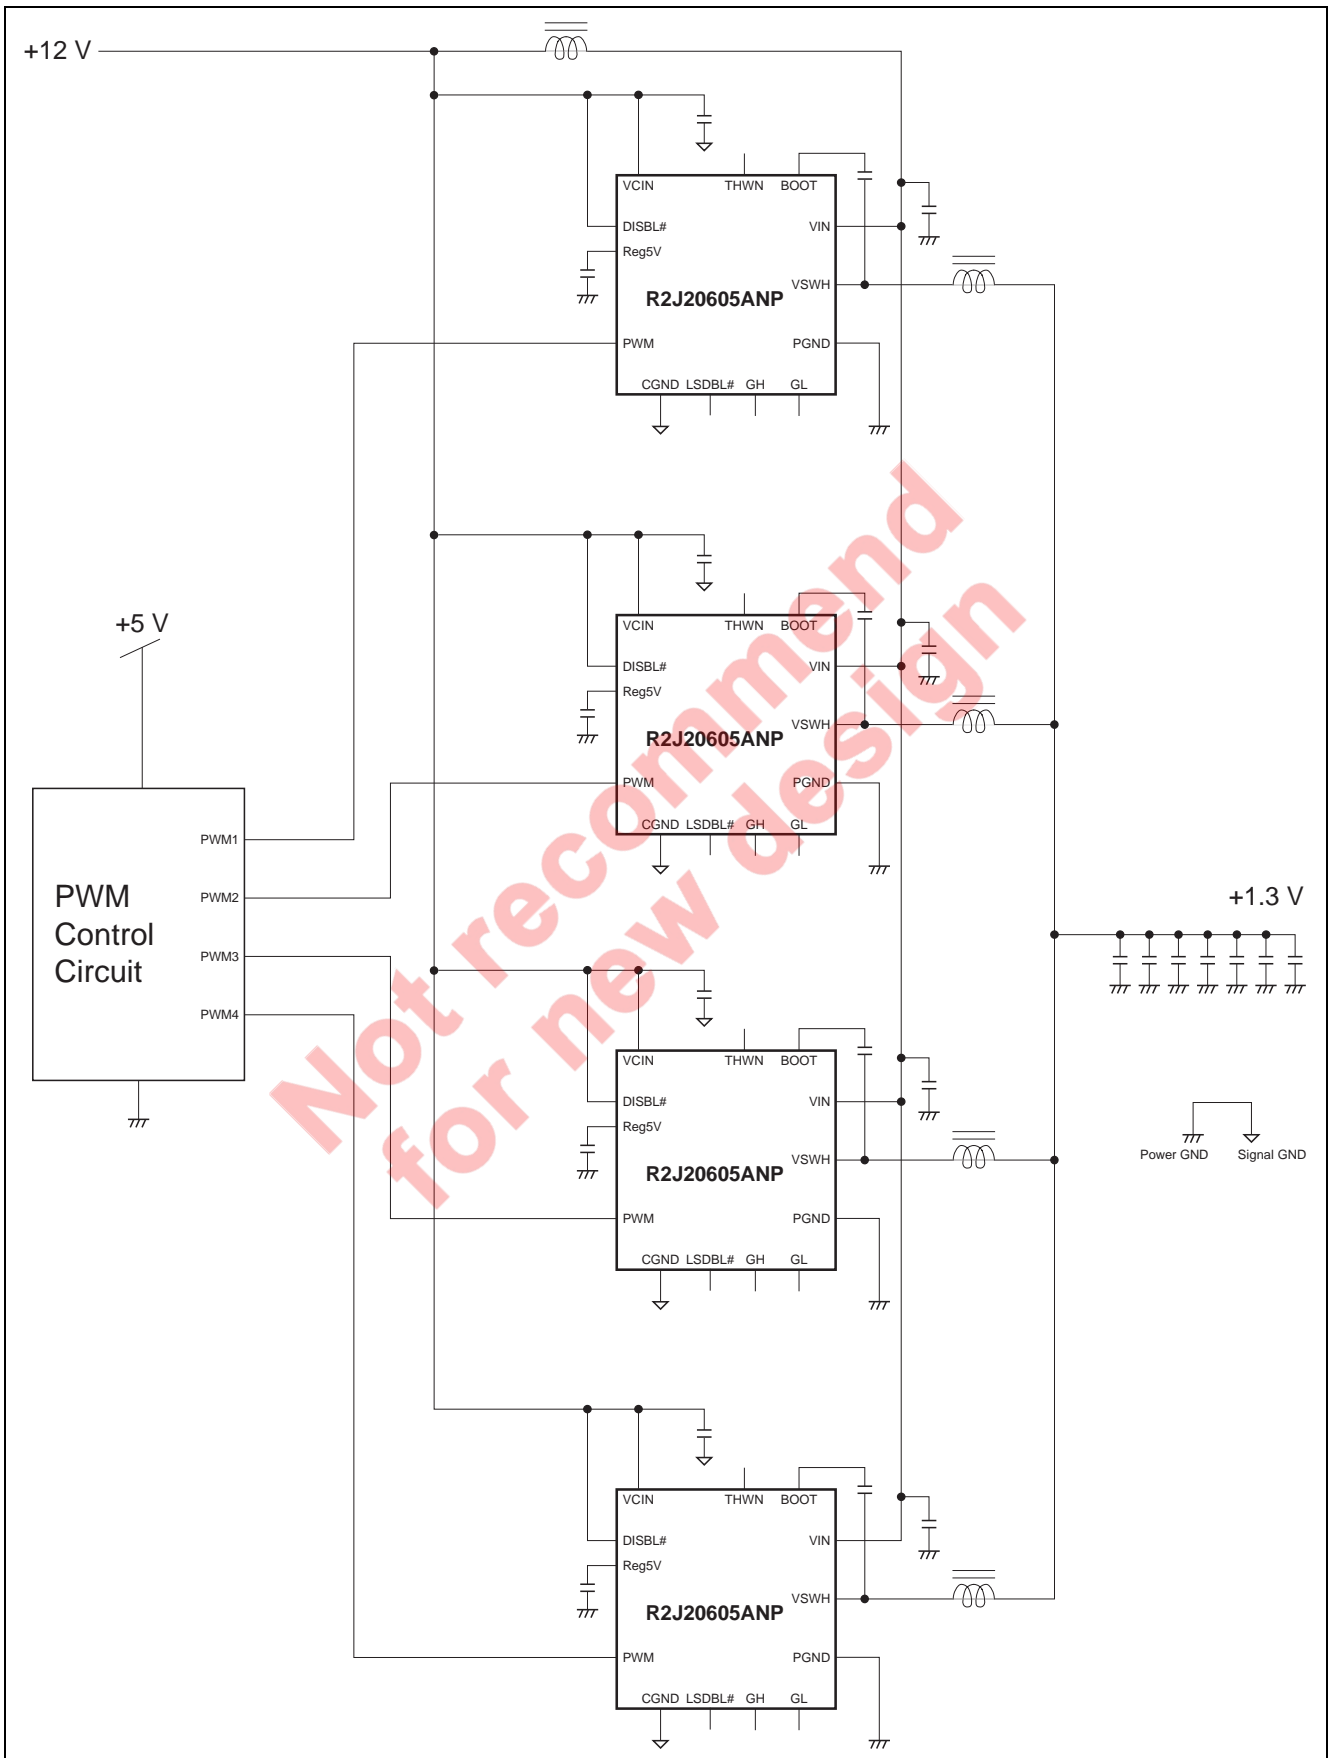 +12 V
VCIN THWN BOOT
DISBL# VIN
Reg5V
VSWH
R2J20605ANP
PWM PGND
CGND LSDBL# GH GL
VCIN THWN BOOT
DISBL# VIN
Reg5V
VSWH
R2J20605ANP
PWM PGND
CGND LSDBL# GH GL
+5 V
PWM1
PWM2
PWM3
PWM4
PWM
Control
Circuit
+1.3 V
VCIN THWN BOOT
DISBL# VIN
Reg5V
VSWH
R2J20605ANP
PWM PGND
CGND LSDBL# GH GL
Power GND Signal GND
VCIN THWN BOOT
DISBL# VIN
Reg5V
VSWH
R2J20605ANP
PWM PGND
CGND LSDBL# GH GL
Not recommend
for new design